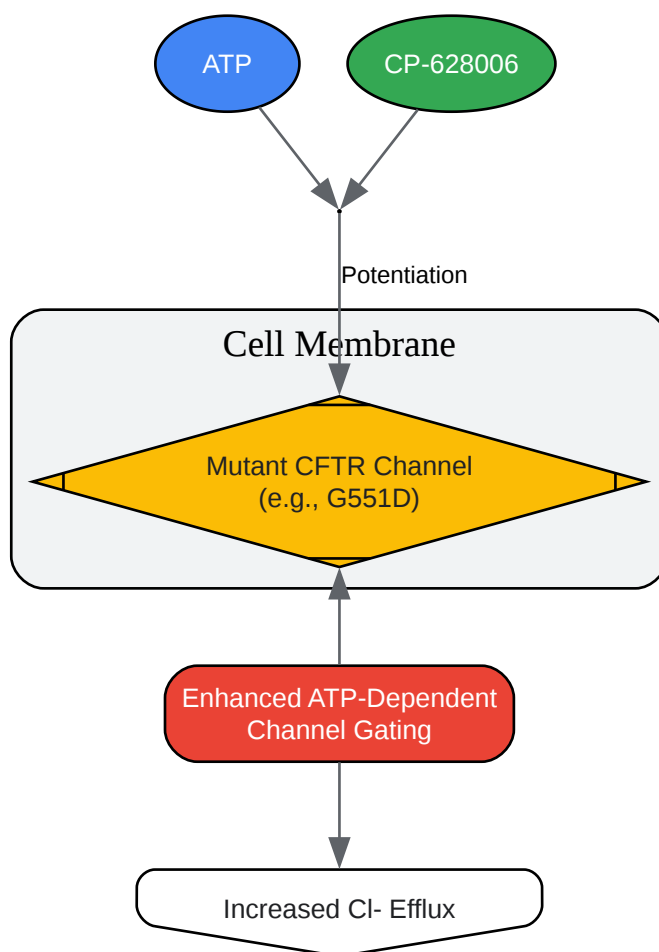 ATP
CP-628006
Potentiation
Cell Membrane
Mutant CFTR Channel
(e.g., G551D)
Enhanced ATP-Dependent
Channel Gating
Increased Cl- Efflux